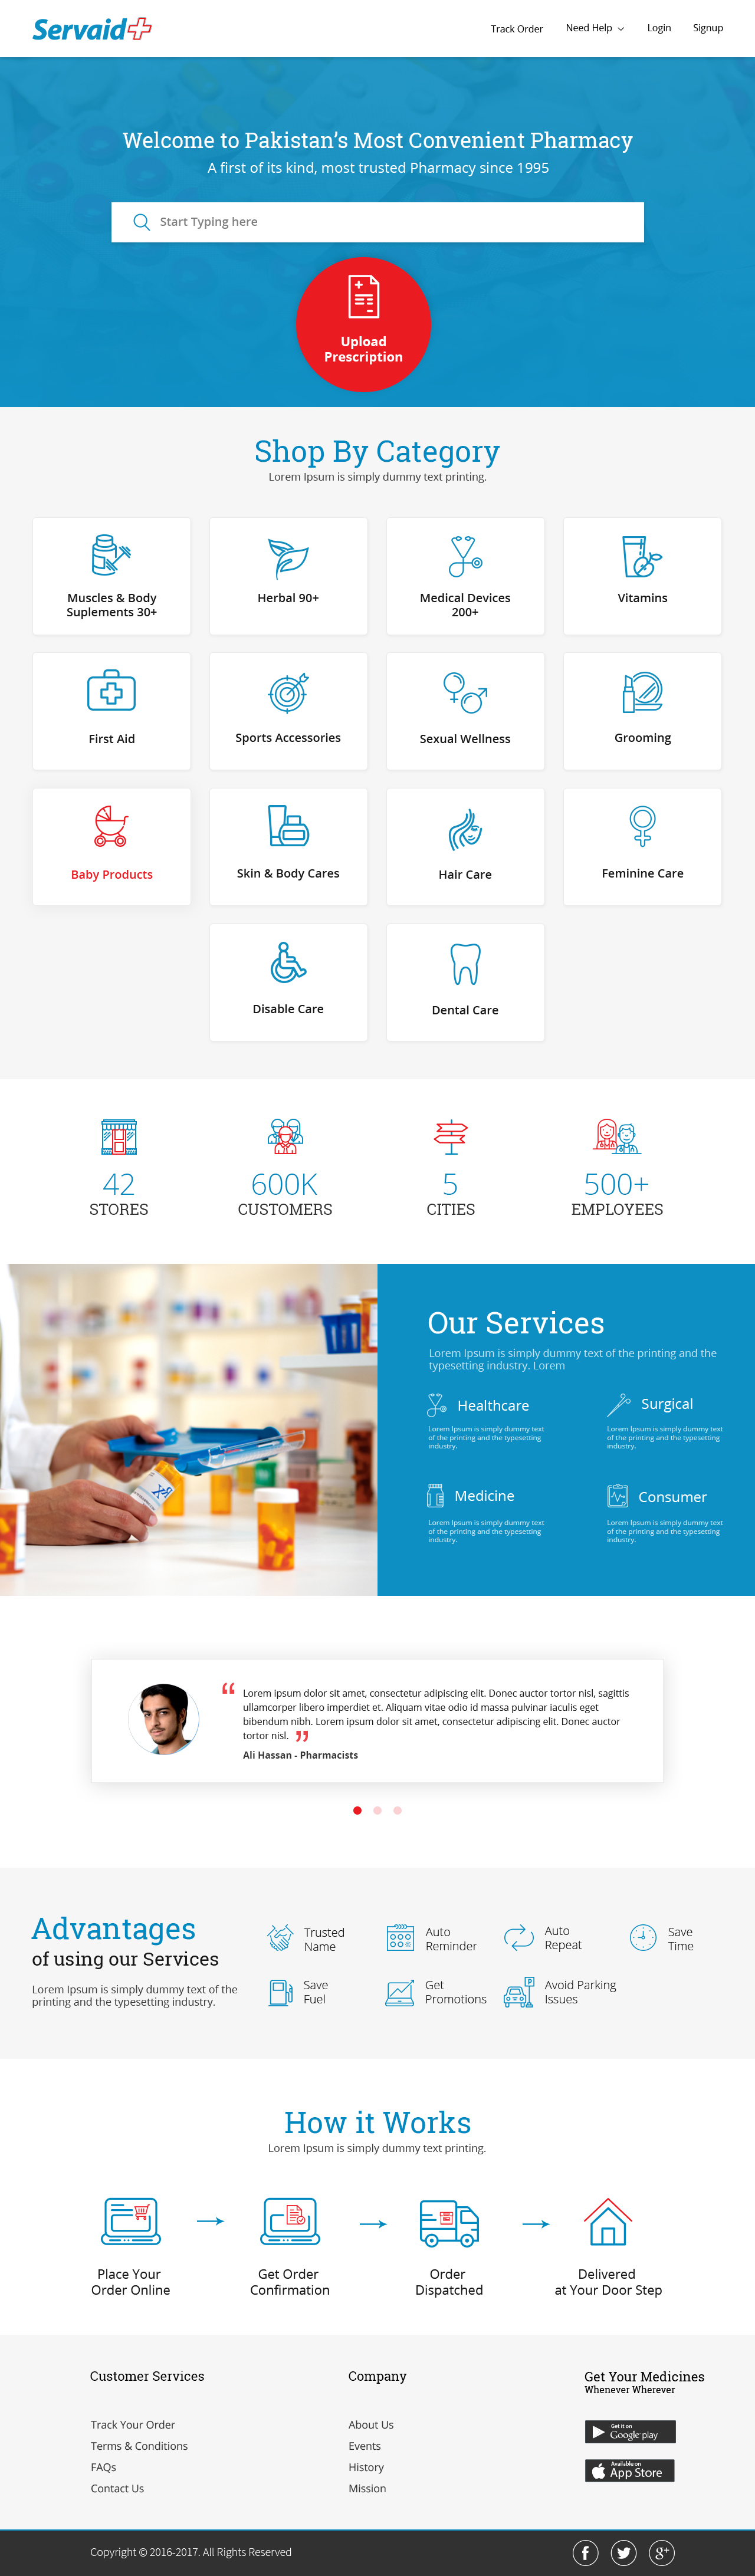 Servaid
Track Order
Need Help
Login
Signup
Welcome to Pakistan's Most Convenient Pharmacy
A first of its kind, most trusted Pharmacy since 1995
Start Typing here
Upload
Prescription
Shop By Category
Lorem Ipsum is simply dummy text printing.
Muscles & Body
Suplements 30+
Herbal 90+
Medical Devices
200+
Vitamins
First Aid
Sports Accessories
Sexual Wellness
Grooming
Baby Products
Skin & Body Cares
Hair Care
Feminine Care
Disable Care
Dental Care
42
STORES
600K
CUSTOMERS
5
CITIES
500+
EMPLOYEES
Our Services
Lorem Ipsum is simply dummy text of the printing and the
typesetting industry. Lorem
Healthcare
Lorem Ipsum is simply dummy text
of the printing and the typesetting
industry.
Surgical
Lorem Ipsum is simply dummy text
of the printing and the typesetting
industry.
Medicine
Lorem Ipsum is simply dummy text
of the printing and the typesetting
industry.
Consumer
Lorem Ipsum is simply dummy text
of the printing and the typesetting
industry.
“ Lorem ipsum dolor sit amet, consectetur adipiscing elit. Donec auctor tortor nisl, sagittis
ullamcorper libero imperdiet et. Aliquam vitae odio id massa pulvinar iaculis eget
bibendum nibh. Lorem ipsum dolor sit amet, consectetur adipiscing elit. Donec auctor
tortor nisl. ”
Ali Hassan - Pharmacists
Advantages
of using our Services
Lorem Ipsum is simply dummy text of the
printing and the typesetting industry.
Trusted
Name
Auto
Reminder
Auto
Repeat
Save
Time
Save
Fuel
Get
Promotions
P
Avoid Parking
Issues
How it Works
Lorem Ipsum is simply dummy text printing.
Place Your
Order Online
Get Order
Confirmation
Order
Dispatched
Delivered
at Your Door Step
Customer Services
Track Your Order
Terms & Conditions
FAQs
Contact Us
Company
About Us
Events
History
Mission
Get Your Medicines
Whenever Wherever
Get it on
Google play
Available on
App Store
Copyright © 2016-2017. All Rights Reserved
f
g+